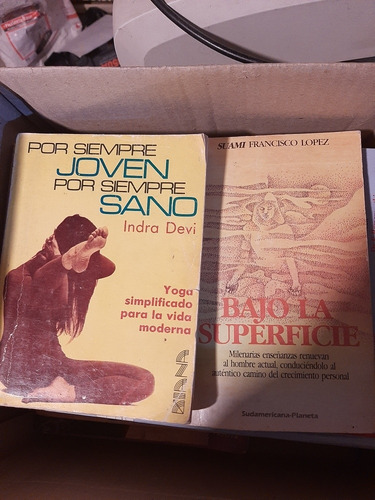 POR SIEMPRE
JOVEN
POR SIEMPRE
SANO
Indra Devi
Yoga
simplificado
para la vida
moderna
DIANA
SUAMI FRANCISCO LOPEZ
BAJO LA
SUPERFICIE
Milenarias enseñanzas renuevan
al hombre actual, conduciéndolo al
auténtico camino del crecimiento personal
Sudamericana-Planeta